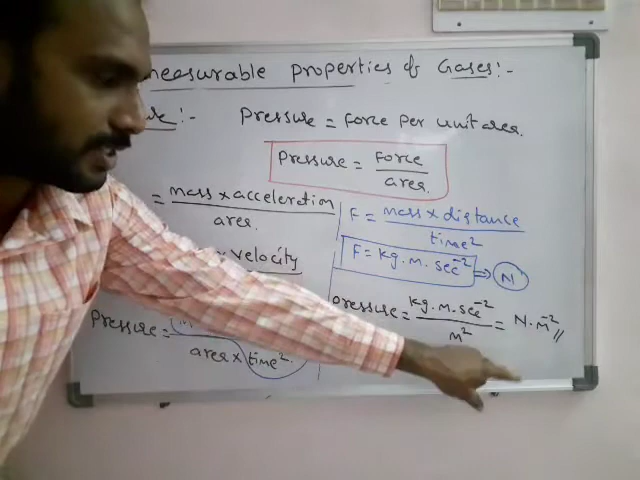 measurable properties of Gases:-
:-
Pressure = Force per unit area.
Pressure = Force / area.
= mass × acceleration / area.
× velocity
Pressure =
area × time².
F = mass × distance / time²
F = kg.m.sec⁻² ⇒ N
pressure = kg.m.sec⁻² / m² = N.m⁻² //